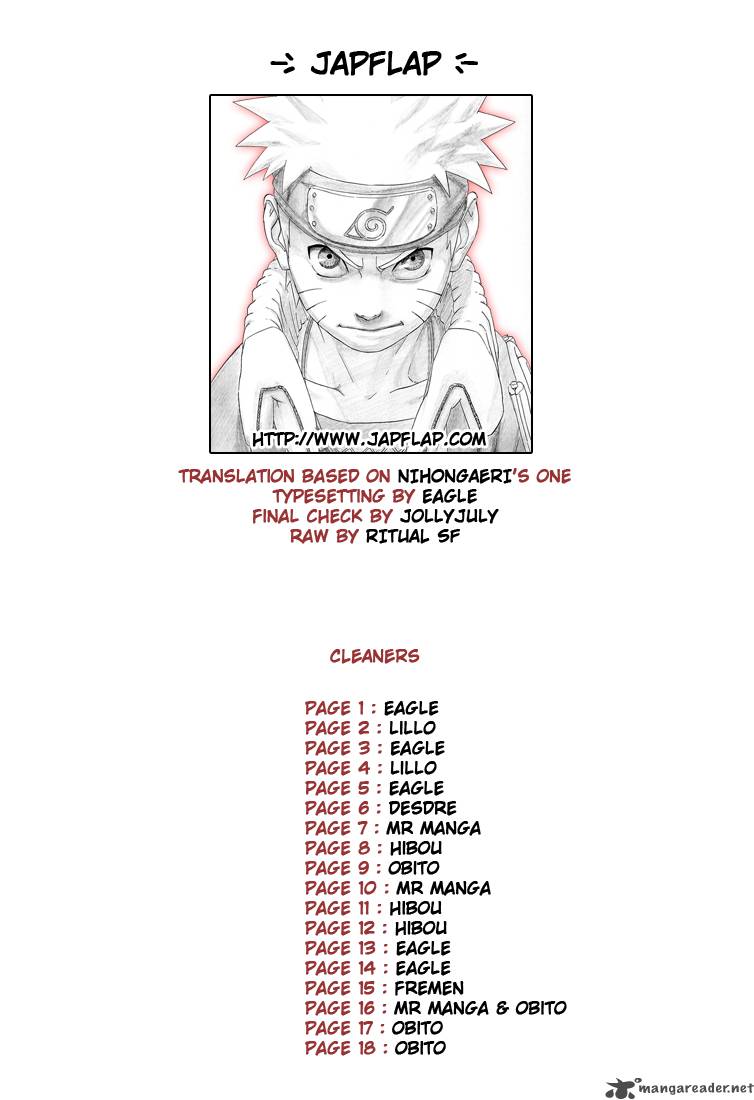 JAPFLAP
HTTP://WWW.JAPFLAP.COM
TRANSLATION BASED ON NIHONGAERI'S ONE
TYPESETTING BY EAGLE
FINAL CHECK BY JOLLYJULY
RAW BY RITUAL SF
CLEANERS
PAGE 1 : EAGLE
PAGE 2 : LILLO
PAGE 3 : EAGLE
PAGE 4 : LILLO
PAGE 5 : EAGLE
PAGE 6 : DESDRE
PAGE 7 : MR MANGA
PAGE 8 : HIBOU
PAGE 9 : OBITO
PAGE 10 : MR MANGA
PAGE 11 : HIBOU
PAGE 12 : HIBOU
PAGE 13 : EAGLE
PAGE 14 : EAGLE
PAGE 15 : FREMEN
PAGE 16 : MR MANGA & OBITO
PAGE 17 : OBITO
PAGE 18 : OBITO
mangareader.net